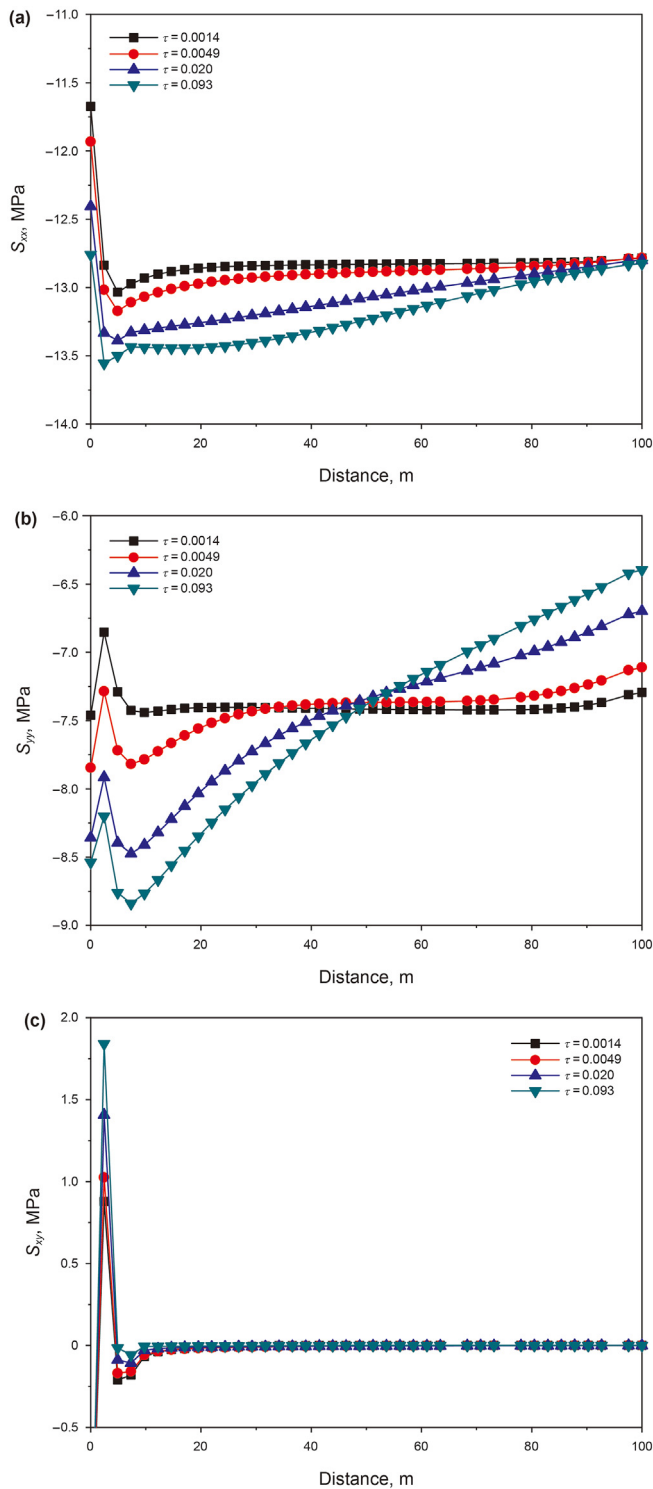 (a)
−11.0
−11.5
−12.0
−12.5
−13.0
−13.5
−14.0
S_xx, MPa
τ = 0.0014
τ = 0.0049
τ = 0.020
τ = 0.093
0 20 40 60 80 100
Distance, m
(b)
−6.0
−6.5
−7.0
−7.5
−8.0
−8.5
−9.0
S_yy, MPa
τ = 0.0014
τ = 0.0049
τ = 0.020
τ = 0.093
0 20 40 60 80 100
Distance, m
(c)
2.0
1.5
1.0
0.5
0
−0.5
S_xy, MPa
τ = 0.0014
τ = 0.0049
τ = 0.020
τ = 0.093
0 20 40 60 80 100
Distance, m